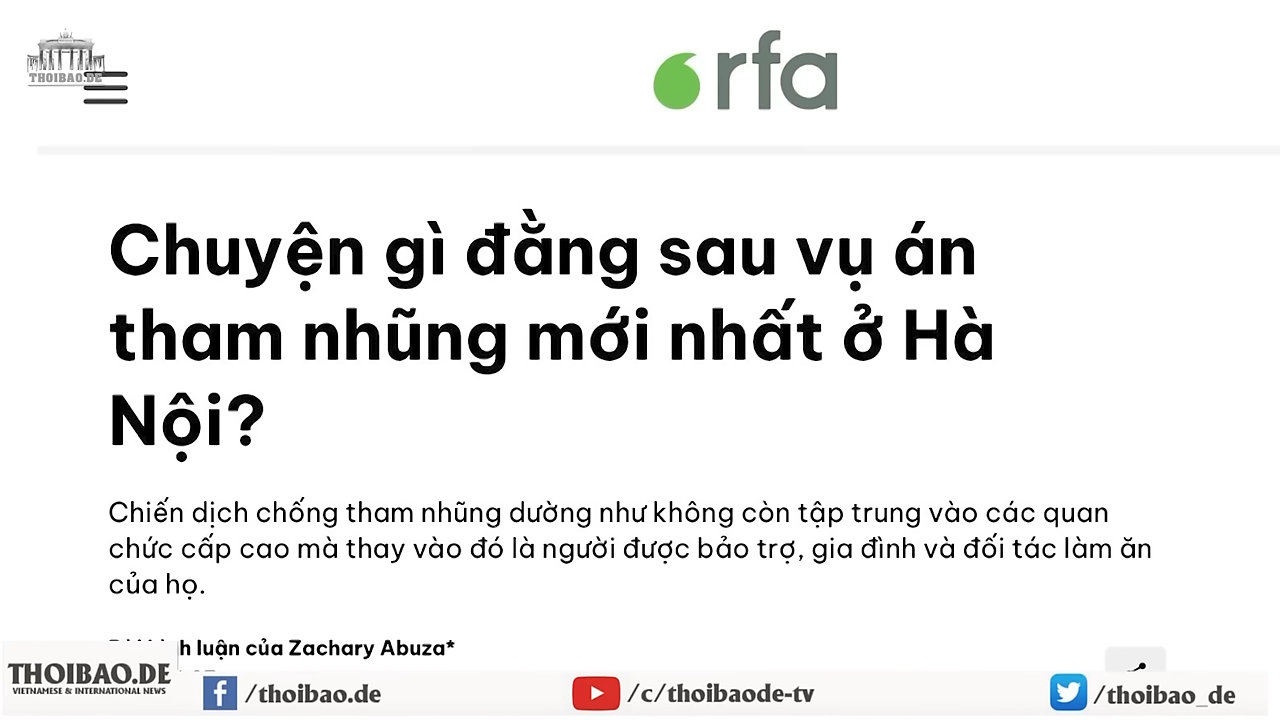 THOIBAO.DE
rfa
Chuyện gì đằng sau vụ án
tham nhũng mới nhất ở Hà
Nội?
Chiến dịch chống tham nhũng dường như không còn tập trung vào các quan
chức cấp cao mà thay vào đó là người được bảo trợ, gia đình và đối tác làm ăn
của họ.
luận của Zachary Abuza*
THOIBAO.DE
VIETNAMESE & INTERNATIONAL NEWS
/thoibao.de
/c/thoibaode-tv
/thoibao_de